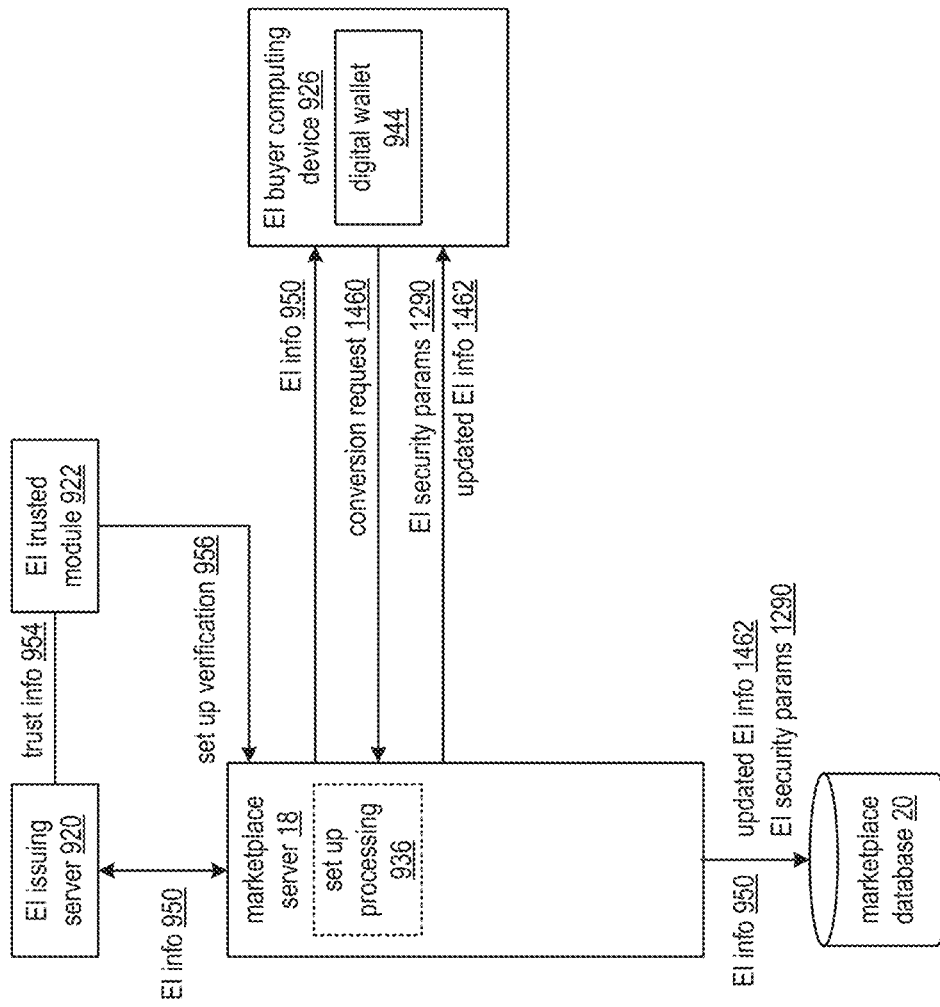 EI issuing
server 920
trust info 954
EI trusted
module 922
EI info 950
set up verification 956
marketplace
server 18
set up
processing
936
EI info 950
conversion request 1460
EI security params 1290
updated EI info 1462
EI buyer computing
device 926
digital wallet
944
EI info 950
updated EI info 1462
EI security params 1290
marketplace
database 20